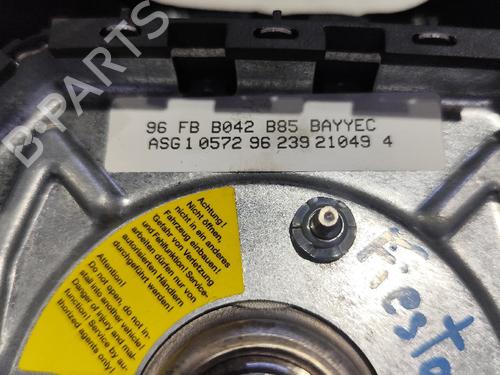 B-PARTS
96 FB B042 B85 BAYYEC
ASG 1 0572 96 239 21049 4
Achtung!
Nicht öffnen,
nicht in ein anderes
Fahrzeug einbauen!
Gefahr von Verletzung
und Fehlfunktion! Service-
arbeiten dürfen nur von
autorisierten Händlern
durchgeführt werden!
Attention!
Do not open, do not in-
stall into another vehicle!
Danger of injury and mal-
function! Service by au-
thorized agents only!
Fiesta